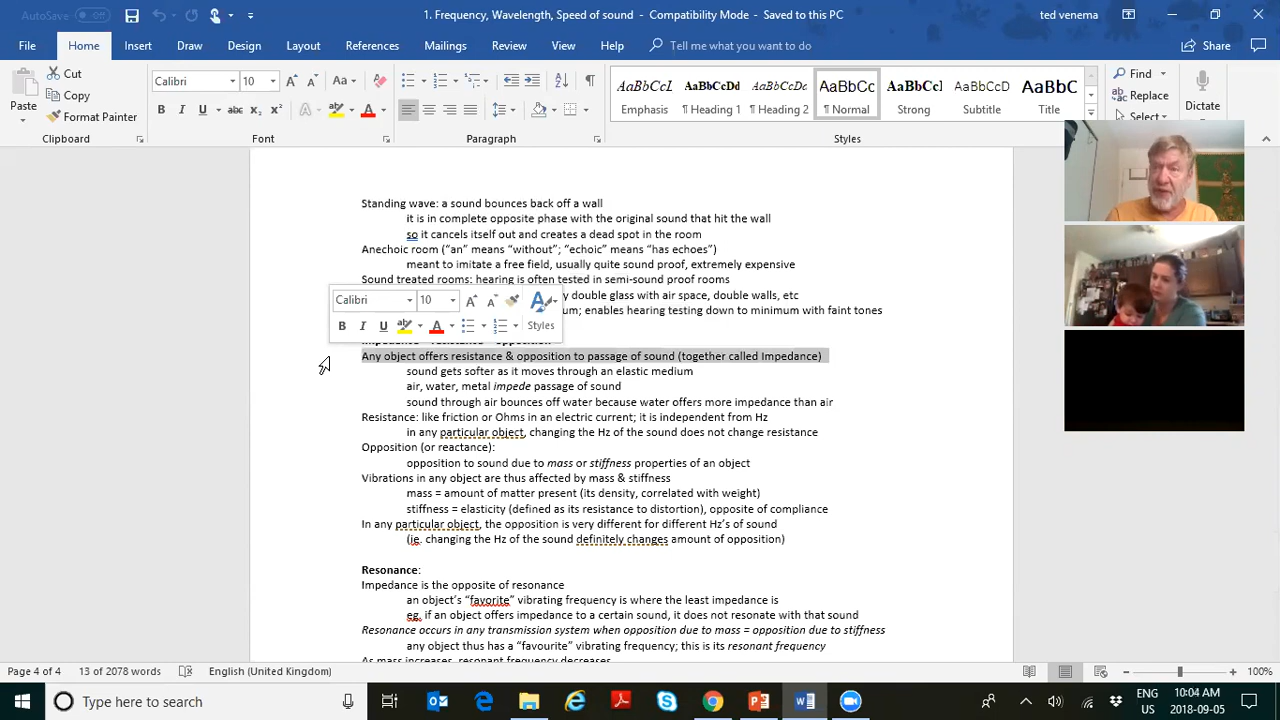 AutoSave Off
1. Frequency, Wavelength, Speed of sound - Compatibility Mode - Saved to this PC
ted venema
File Home Insert Draw Design Layout References Mailings Review View Help Tell me what you want to do Share
Paste
Cut
Copy
Format Painter
Clipboard
Calibri 10
Font
Paragraph
AaBbCcL AaBbCcDd AaBbCcDd AaBbCc AaBbCcI AaBbCcDd AaBbCc
Emphasis ¶ Heading 1 ¶ Heading 2 ¶ Normal Strong Subtitle Title
Styles
Find
Replace
Select
Dictate
Voice
Standing wave: a sound bounces back off a wall
it is in complete opposite phase with the original sound that hit the wall
so it cancels itself out and creates a dead spot in the room
Anechoic room (“an” means “without”; “echoic” means “has echoes”)
meant to imitate a free field, usually quite sound proof, extremely expensive
Sound treated rooms: hearing is often tested in semi-sound proof rooms
y double glass with air space, double walls, etc
um; enables hearing testing down to minimum with faint tones
Calibri 10
Styles
Impedance = resistance + opposition
Any object offers resistance & opposition to passage of sound (together called Impedance)
sound gets softer as it moves through an elastic medium
air, water, metal impede passage of sound
sound through air bounces off water because water offers more impedance than air
Resistance: like friction or Ohms in an electric current; it is independent from Hz
in any particular object, changing the Hz of the sound does not change resistance
Opposition (or reactance):
opposition to sound due to mass or stiffness properties of an object
Vibrations in any object are thus affected by mass & stiffness
mass = amount of matter present (its density, correlated with weight)
stiffness = elasticity (defined as its resistance to distortion), opposite of compliance
In any particular object, the opposition is very different for different Hz’s of sound
(ie. changing the Hz of the sound definitely changes amount of opposition)
Resonance:
Impedance is the opposite of resonance
an object’s “favorite” vibrating frequency is where the least impedance is
eg. if an object offers impedance to a certain sound, it does not resonate with that sound
Resonance occurs in any transmission system when opposition due to mass = opposition due to stiffness
any object thus has a “favourite” vibrating frequency; this is its resonant frequency
As mass increases, resonant frequency decreases
Page 4 of 4 13 of 2078 words English (United Kingdom) 100%
Type here to search
ENG
US
10:04 AM
2018-09-05